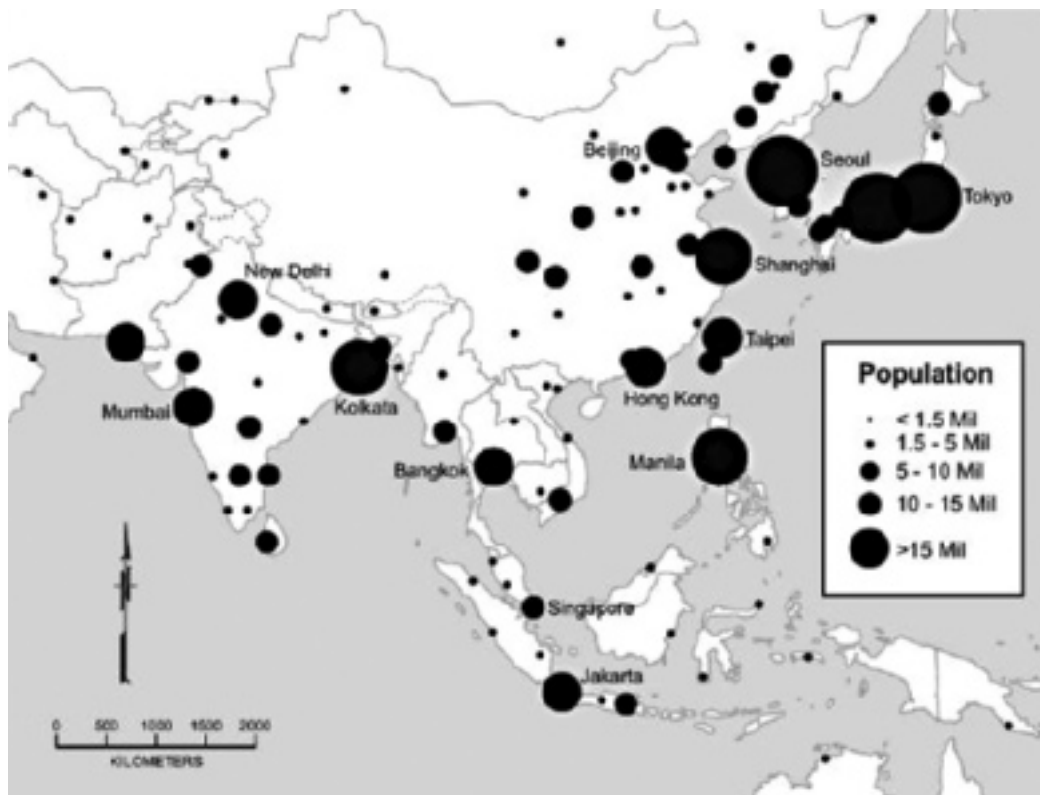 Beijing
Seoul
Tokyo
New Delhi
Shanghai
Taipei
Mumbai
Kolkata
Hong Kong
Bangkok
Manila
Singapore
Jakarta
Population
< 1.5 Mil
1.5 - 5 Mil
5 - 10 Mil
10 - 15 Mil
>15 Mil
0 500 1000 1500 2000
KILOMETERS